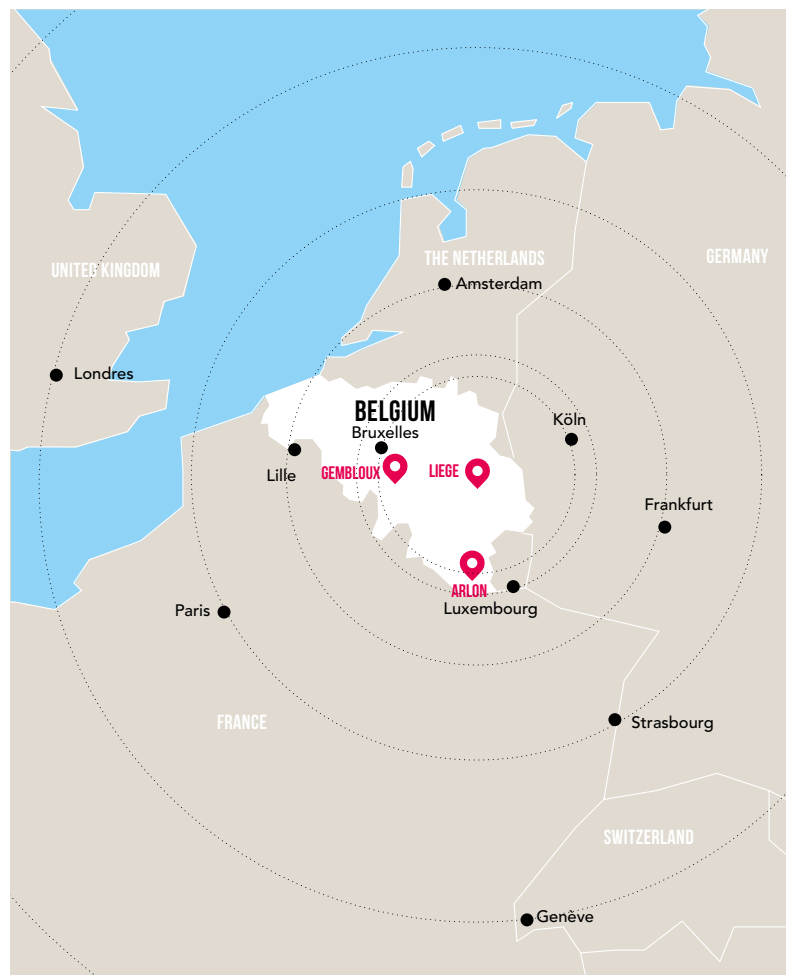 THE NETHERLANDS
GERMANY
UNITED KINGDOM
Amsterdam
Londres
BELGIUM
Bruxelles
Köln
Lille
GEMBLOUX
LIEGE
Frankfurt
ARLON
Luxembourg
Paris
FRANCE
Strasbourg
SWITZERLAND
Genève